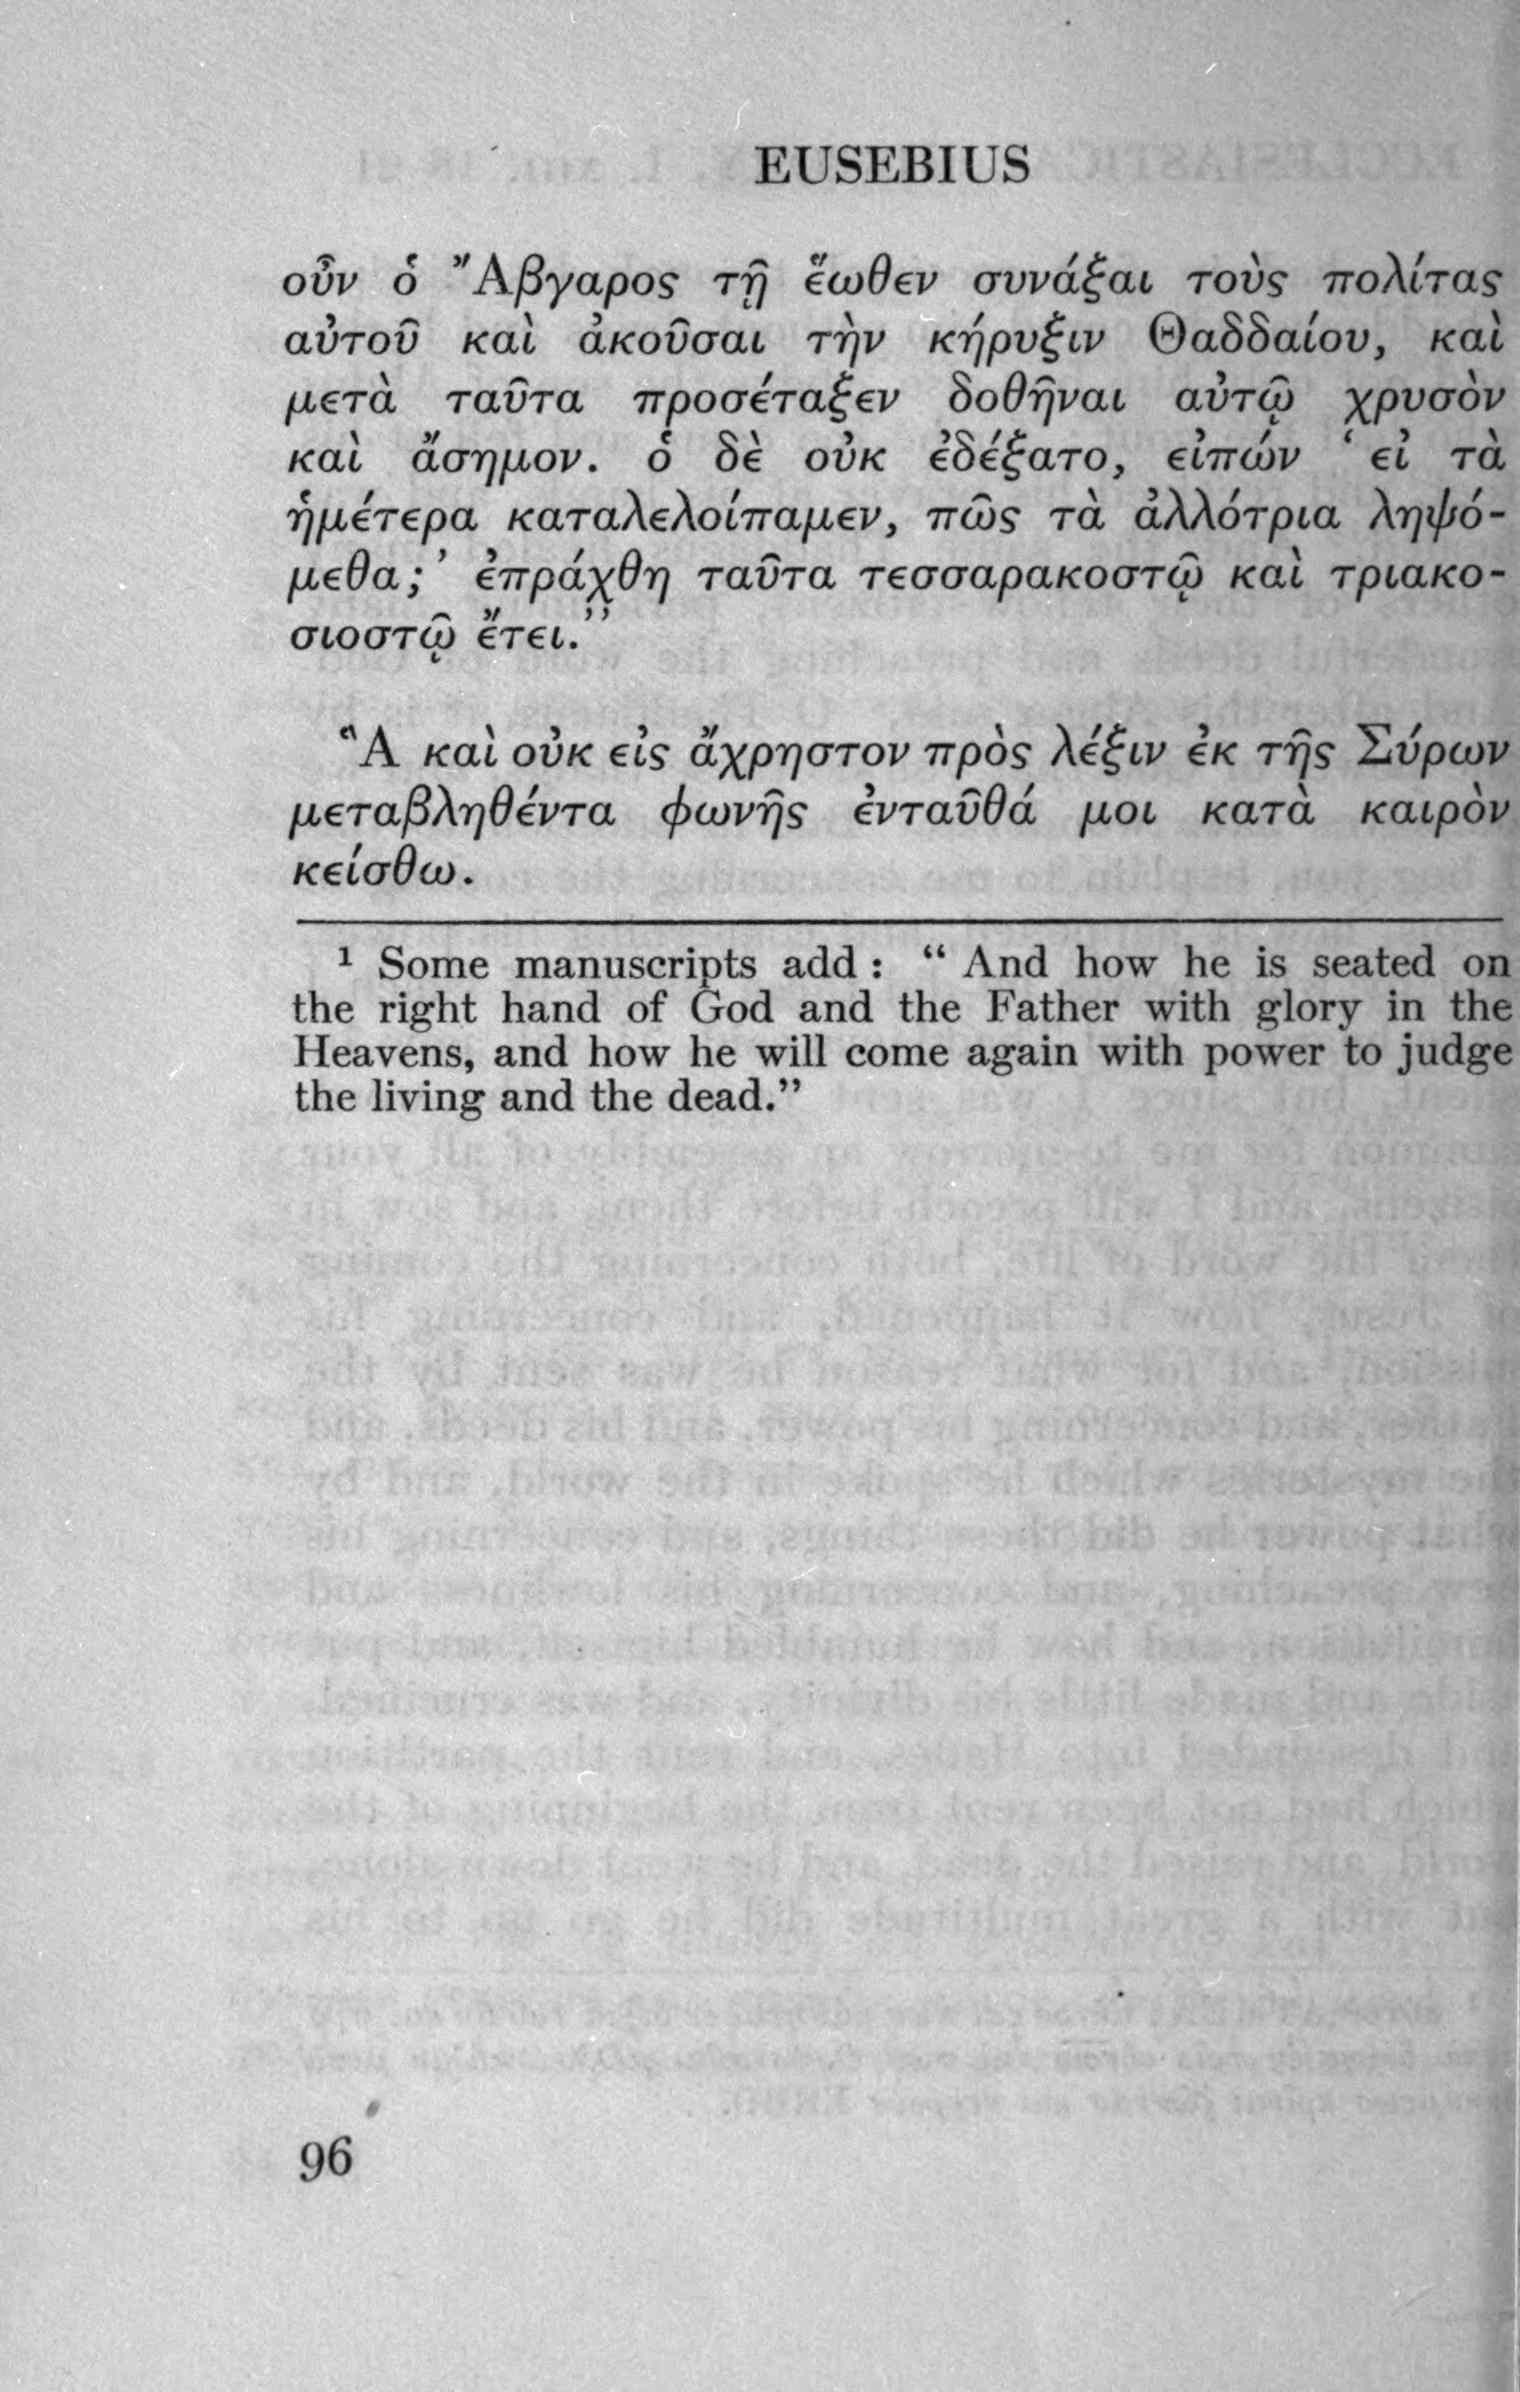 EUSEBIUS
οὖν ὁ Ἄβγαρος τῇ ἕωθεν συνάξαι τοὺς πολίτας
αὐτοῦ καὶ ἀκοῦσαι τὴν κήρυξιν Θαδδαίου, καὶ
μετὰ ταῦτα προσέταξεν δοθῆναι αὐτῷ χρυσὸν
καὶ ἄσημον. ὁ δὲ οὐκ ἐδέξατο, εἰπών ‘ εἰ τὰ
ἡμέτερα καταλελοίπαμεν, πῶς τὰ ἀλλότρια ληψό-
μεθα;’ ἐπράχθη ταῦτα τεσσαρακοστῷ καὶ τριακο-
σιοστῷ ἔτει.”
Ἃ καὶ οὐκ εἰς ἄχρηστον πρὸς λέξιν ἐκ τῆς Σύρων
μεταβληθέντα φωνῆς ἐνταῦθά μοι κατὰ καιρὸν
κείσθω.
¹ Some manuscripts add : “ And how he is seated on
the right hand of God and the Father with glory in the
Heavens, and how he will come again with power to judge
the living and the dead.”
96